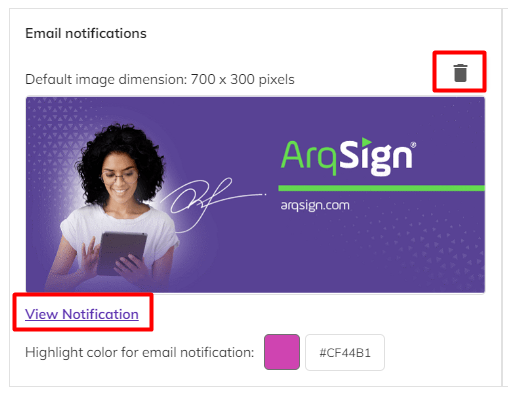 Email notifications
Default image dimension: 700 x 300 pixels
ArqSign®
arqsign.com
View Notification
Highlight color for email notification: #CF44B1